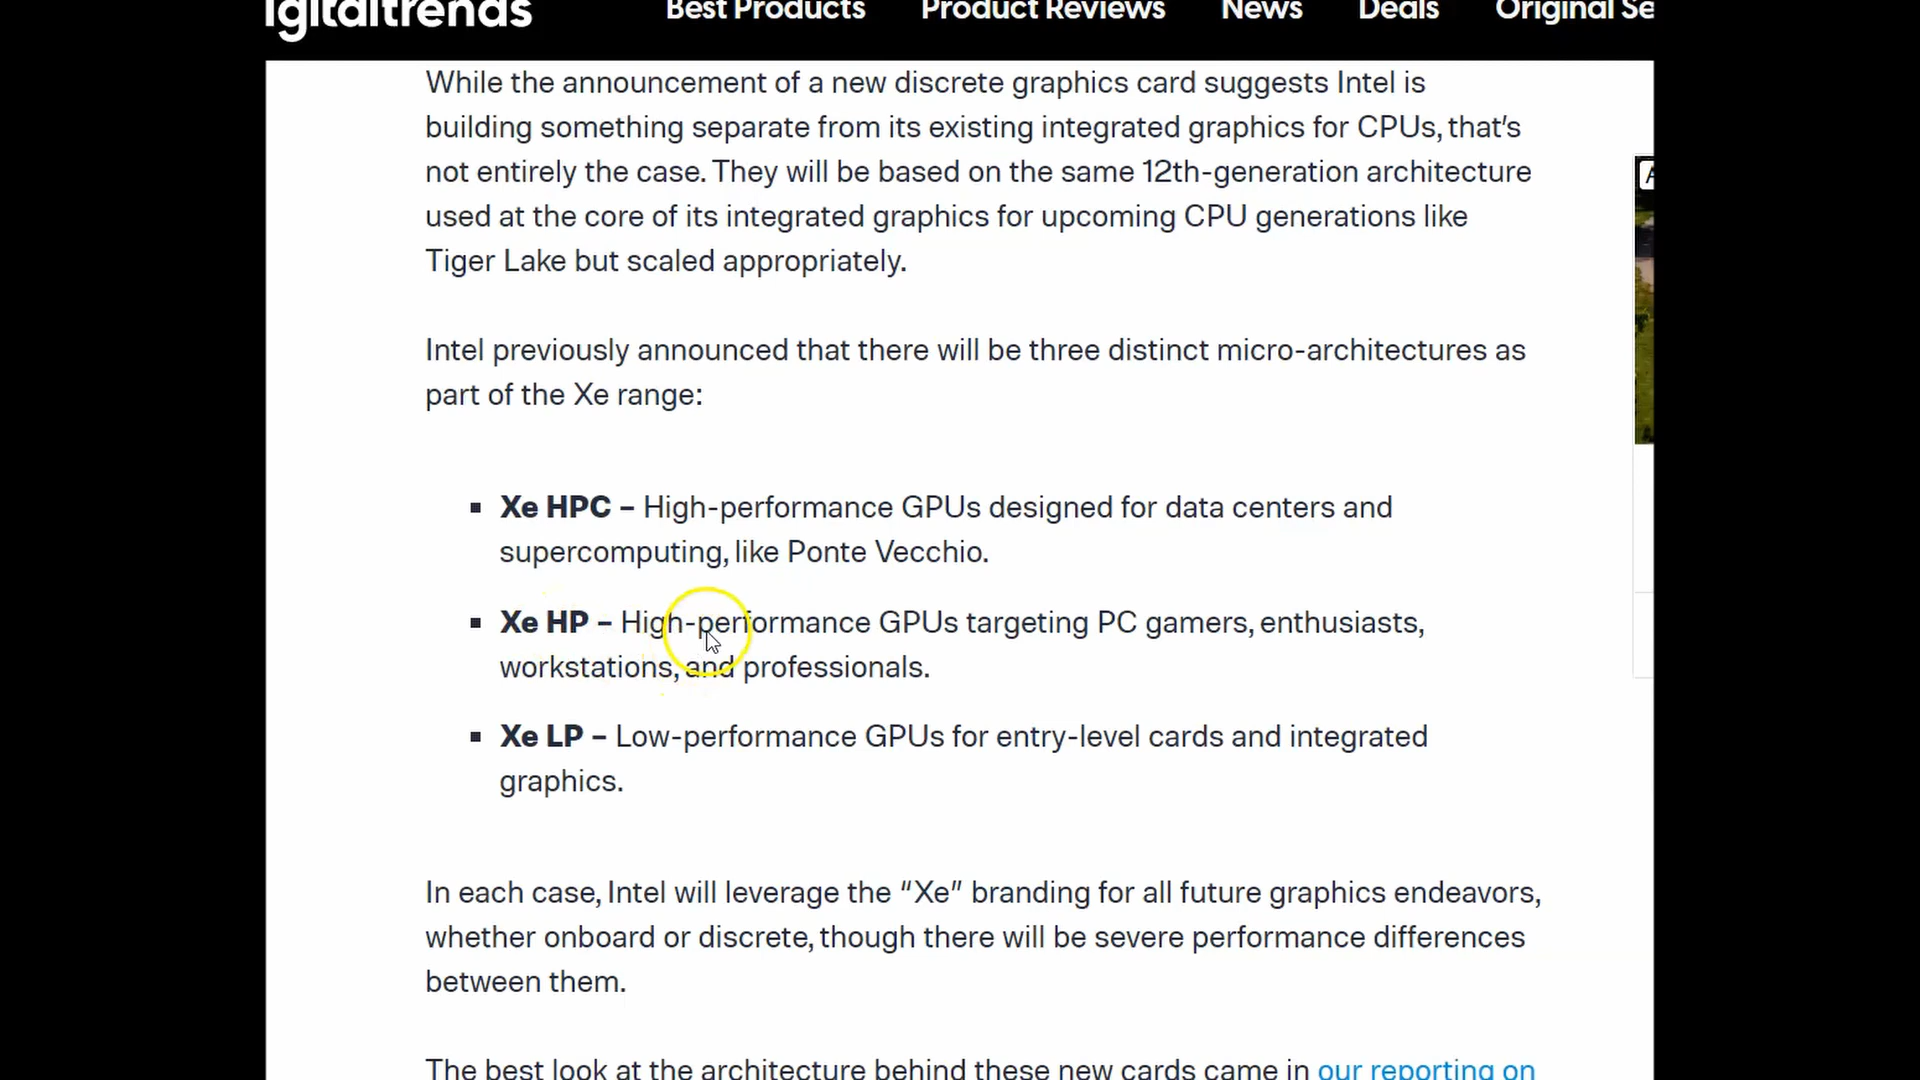 igitaltrends Best Products Product Reviews News Deals Original Se
While the announcement of a new discrete graphics card suggests Intel is
building something separate from its existing integrated graphics for CPUs, that's
not entirely the case. They will be based on the same 12th-generation architecture
used at the core of its integrated graphics for upcoming CPU generations like
Tiger Lake but scaled appropriately.
Intel previously announced that there will be three distinct micro-architectures as
part of the Xe range:
▪ Xe HPC – High-performance GPUs designed for data centers and
supercomputing, like Ponte Vecchio.
▪ Xe HP – High-performance GPUs targeting PC gamers, enthusiasts,
workstations, and professionals.
▪ Xe LP – Low-performance GPUs for entry-level cards and integrated
graphics.
In each case, Intel will leverage the “Xe” branding for all future graphics endeavors,
whether onboard or discrete, though there will be severe performance differences
between them.
The best look at the architecture behind these new cards came in our reporting on